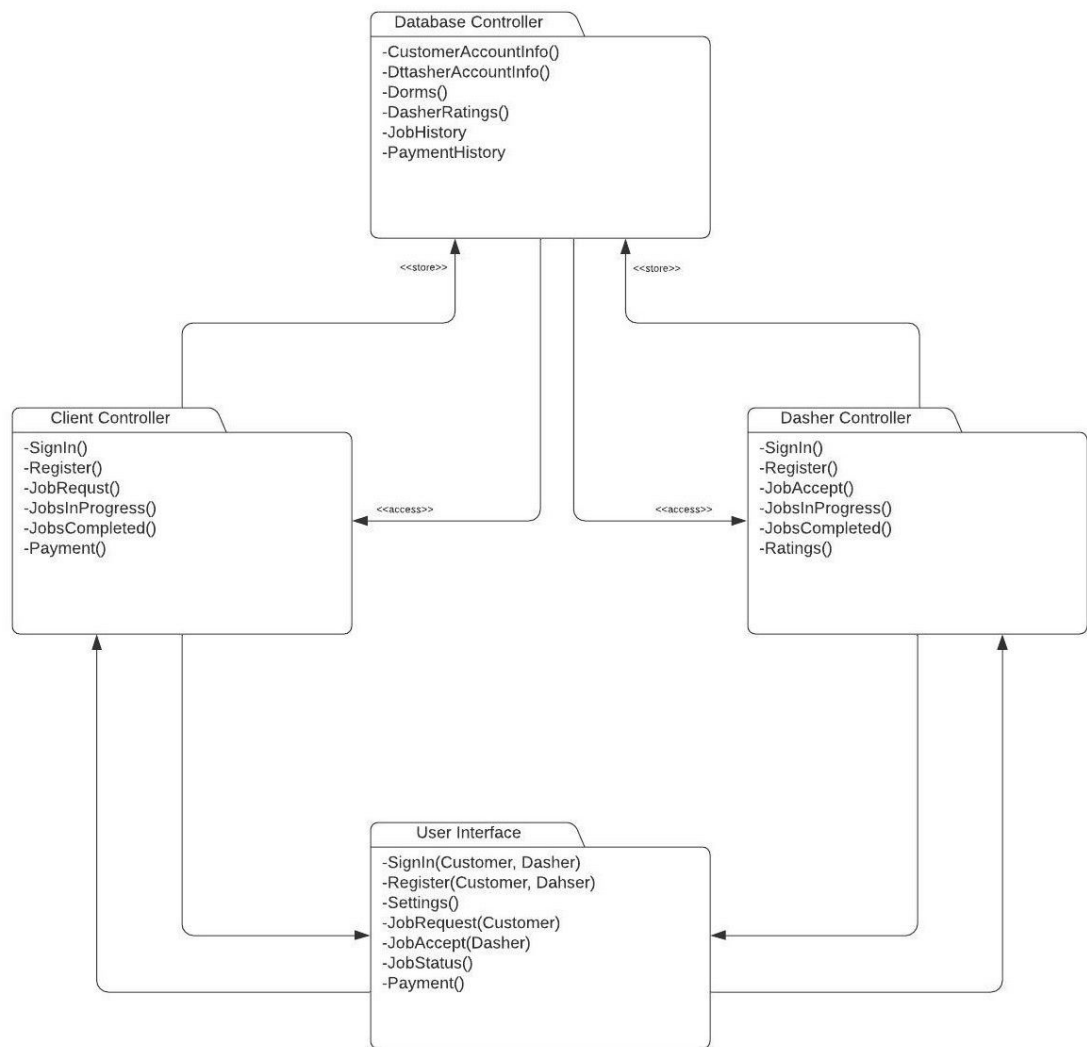 Database Controller
-CustomerAccountInfo()
-DttasherAccountInfo()
-Dorms()
-DasherRatings()
-JobHistory
-PaymentHistory
<<store>>
<<store>>
Client Controller
-SignIn()
-Register()
-JobRequst()
-JobsInProgress()
-JobsCompleted()
-Payment()
<<access>>
<<access>>
Dasher Controller
-SignIn()
-Register()
-JobAccept()
-JobsInProgress()
-JobsCompleted()
-Ratings()
User Interface
-SignIn(Customer, Dasher)
-Register(Customer, Dahser)
-Settings()
-JobRequest(Customer)
-JobAccept(Dasher)
-JobStatus()
-Payment()